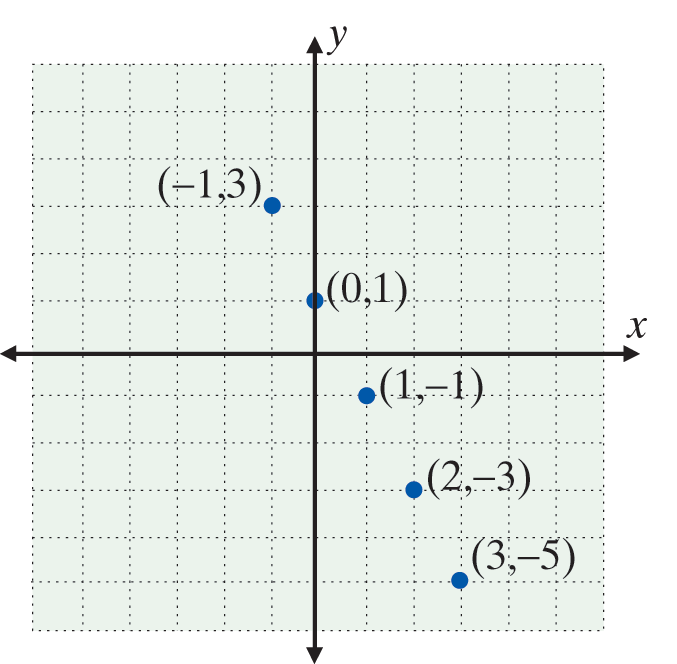 y
(−1,3)
(0,1)
x
(1,−1)
(2,−3)
(3,−5)